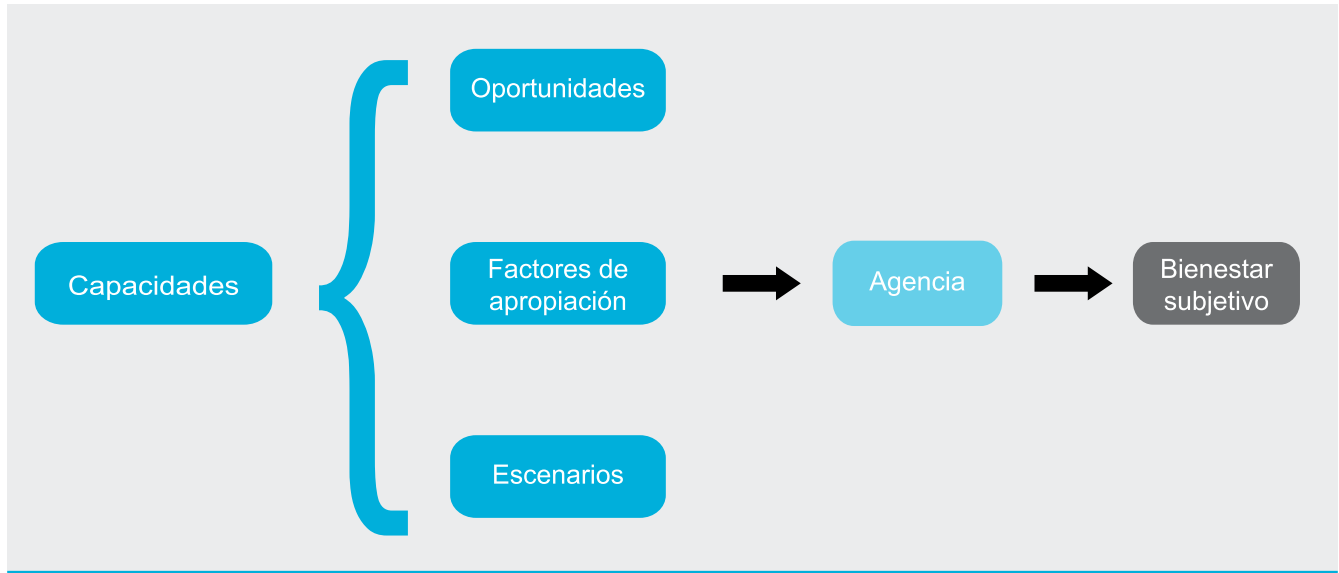 Capacidades
Oportunidades
Factores de
apropiación
Escenarios
Agencia
Bienestar
subjetivo